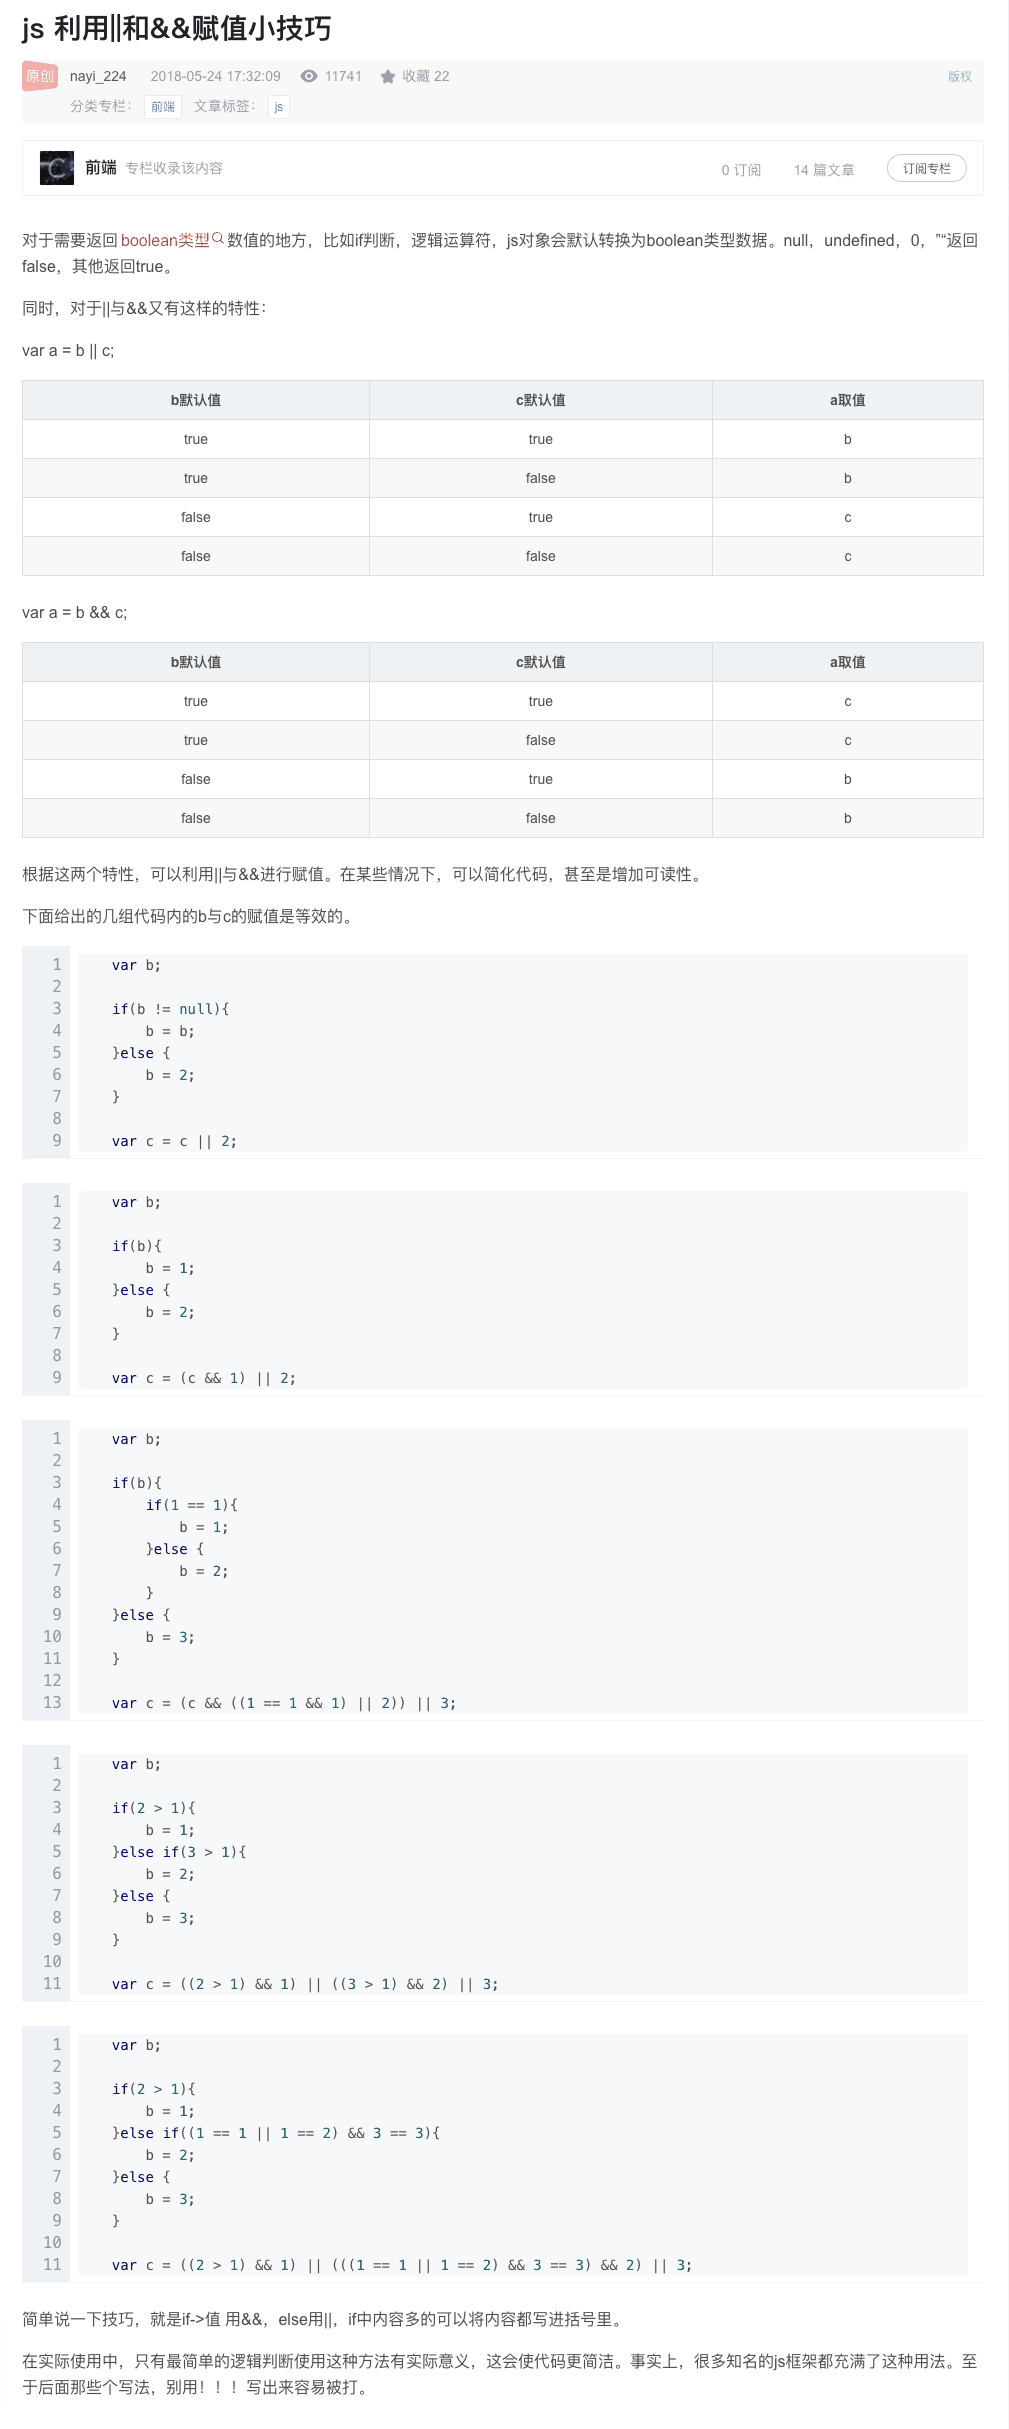 js 利用||和&&赋值小技巧
原创 nayi_224 2018-05-24 17:32:09 11741 收藏 22 版权
分类专栏： 前端 文章标签： js
前端 专栏收录该内容 0 订阅 14 篇文章 订阅专栏
对于需要返回 boolean类型 数值的地方，比如if判断，逻辑运算符，js对象会默认转换为boolean类型数据。null，undefined，0，”“返回
false，其他返回true。
同时，对于||与&&又有这样的特性：
var a = b || c;
b默认值 c默认值 a取值
true true b
true false b
false true c
false false c
var a = b && c;
b默认值 c默认值 a取值
true true c
true false c
false true b
false false b
根据这两个特性，可以利用||与&&进行赋值。在某些情况下，可以简化代码，甚至是增加可读性。
下面给出的几组代码内的b与c的赋值是等效的。
1 var b;
2
3 if(b != null){
4 b = b;
5 }else {
6 b = 2;
7 }
8
9 var c = c || 2;
1 var b;
2
3 if(b){
4 b = 1;
5 }else {
6 b = 2;
7 }
8
9 var c = (c && 1) || 2;
1 var b;
2
3 if(b){
4 if(1 == 1){
5 b = 1;
6 }else {
7 b = 2;
8 }
9 }else {
10 b = 3;
11 }
12
13 var c = (c && ((1 == 1 && 1) || 2)) || 3;
1 var b;
2
3 if(2 > 1){
4 b = 1;
5 }else if(3 > 1){
6 b = 2;
7 }else {
8 b = 3;
9 }
10
11 var c = ((2 > 1) && 1) || ((3 > 1) && 2) || 3;
1 var b;
2
3 if(2 > 1){
4 b = 1;
5 }else if((1 == 1 || 1 == 2) && 3 == 3){
6 b = 2;
7 }else {
8 b = 3;
9 }
10
11 var c = ((2 > 1) && 1) || (((1 == 1 || 1 == 2) && 3 == 3) && 2) || 3;
简单说一下技巧，就是if->值 用&&，else用||，if中内容多的可以将内容都写进括号里。
在实际使用中，只有最简单的逻辑判断使用这种方法有实际意义，这会使代码更简洁。事实上，很多知名的js框架都充满了这种用法。至
于后面那些个写法，别用！！！写出来容易被打。